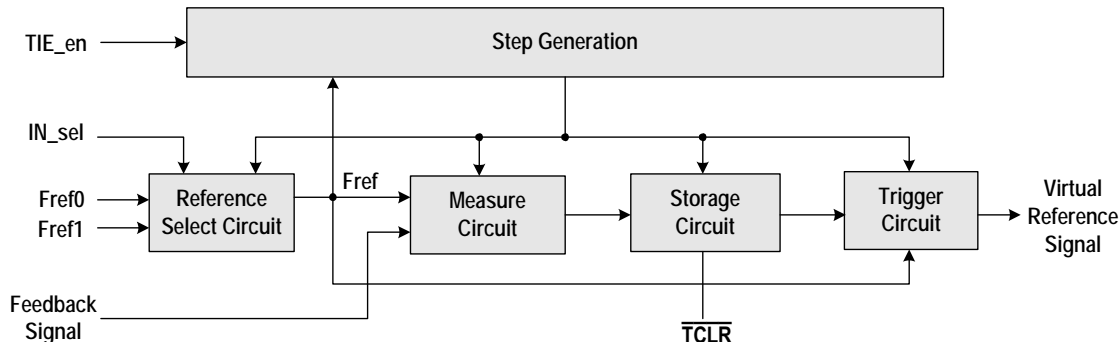 TIE_en
Step Generation
IN_sel
Fref0
Fref1
Reference
Select Circuit
Fref
Measure
Circuit
Storage
Circuit
Trigger
Circuit
Virtual
Reference
Signal
Feedback
Signal
TCLR